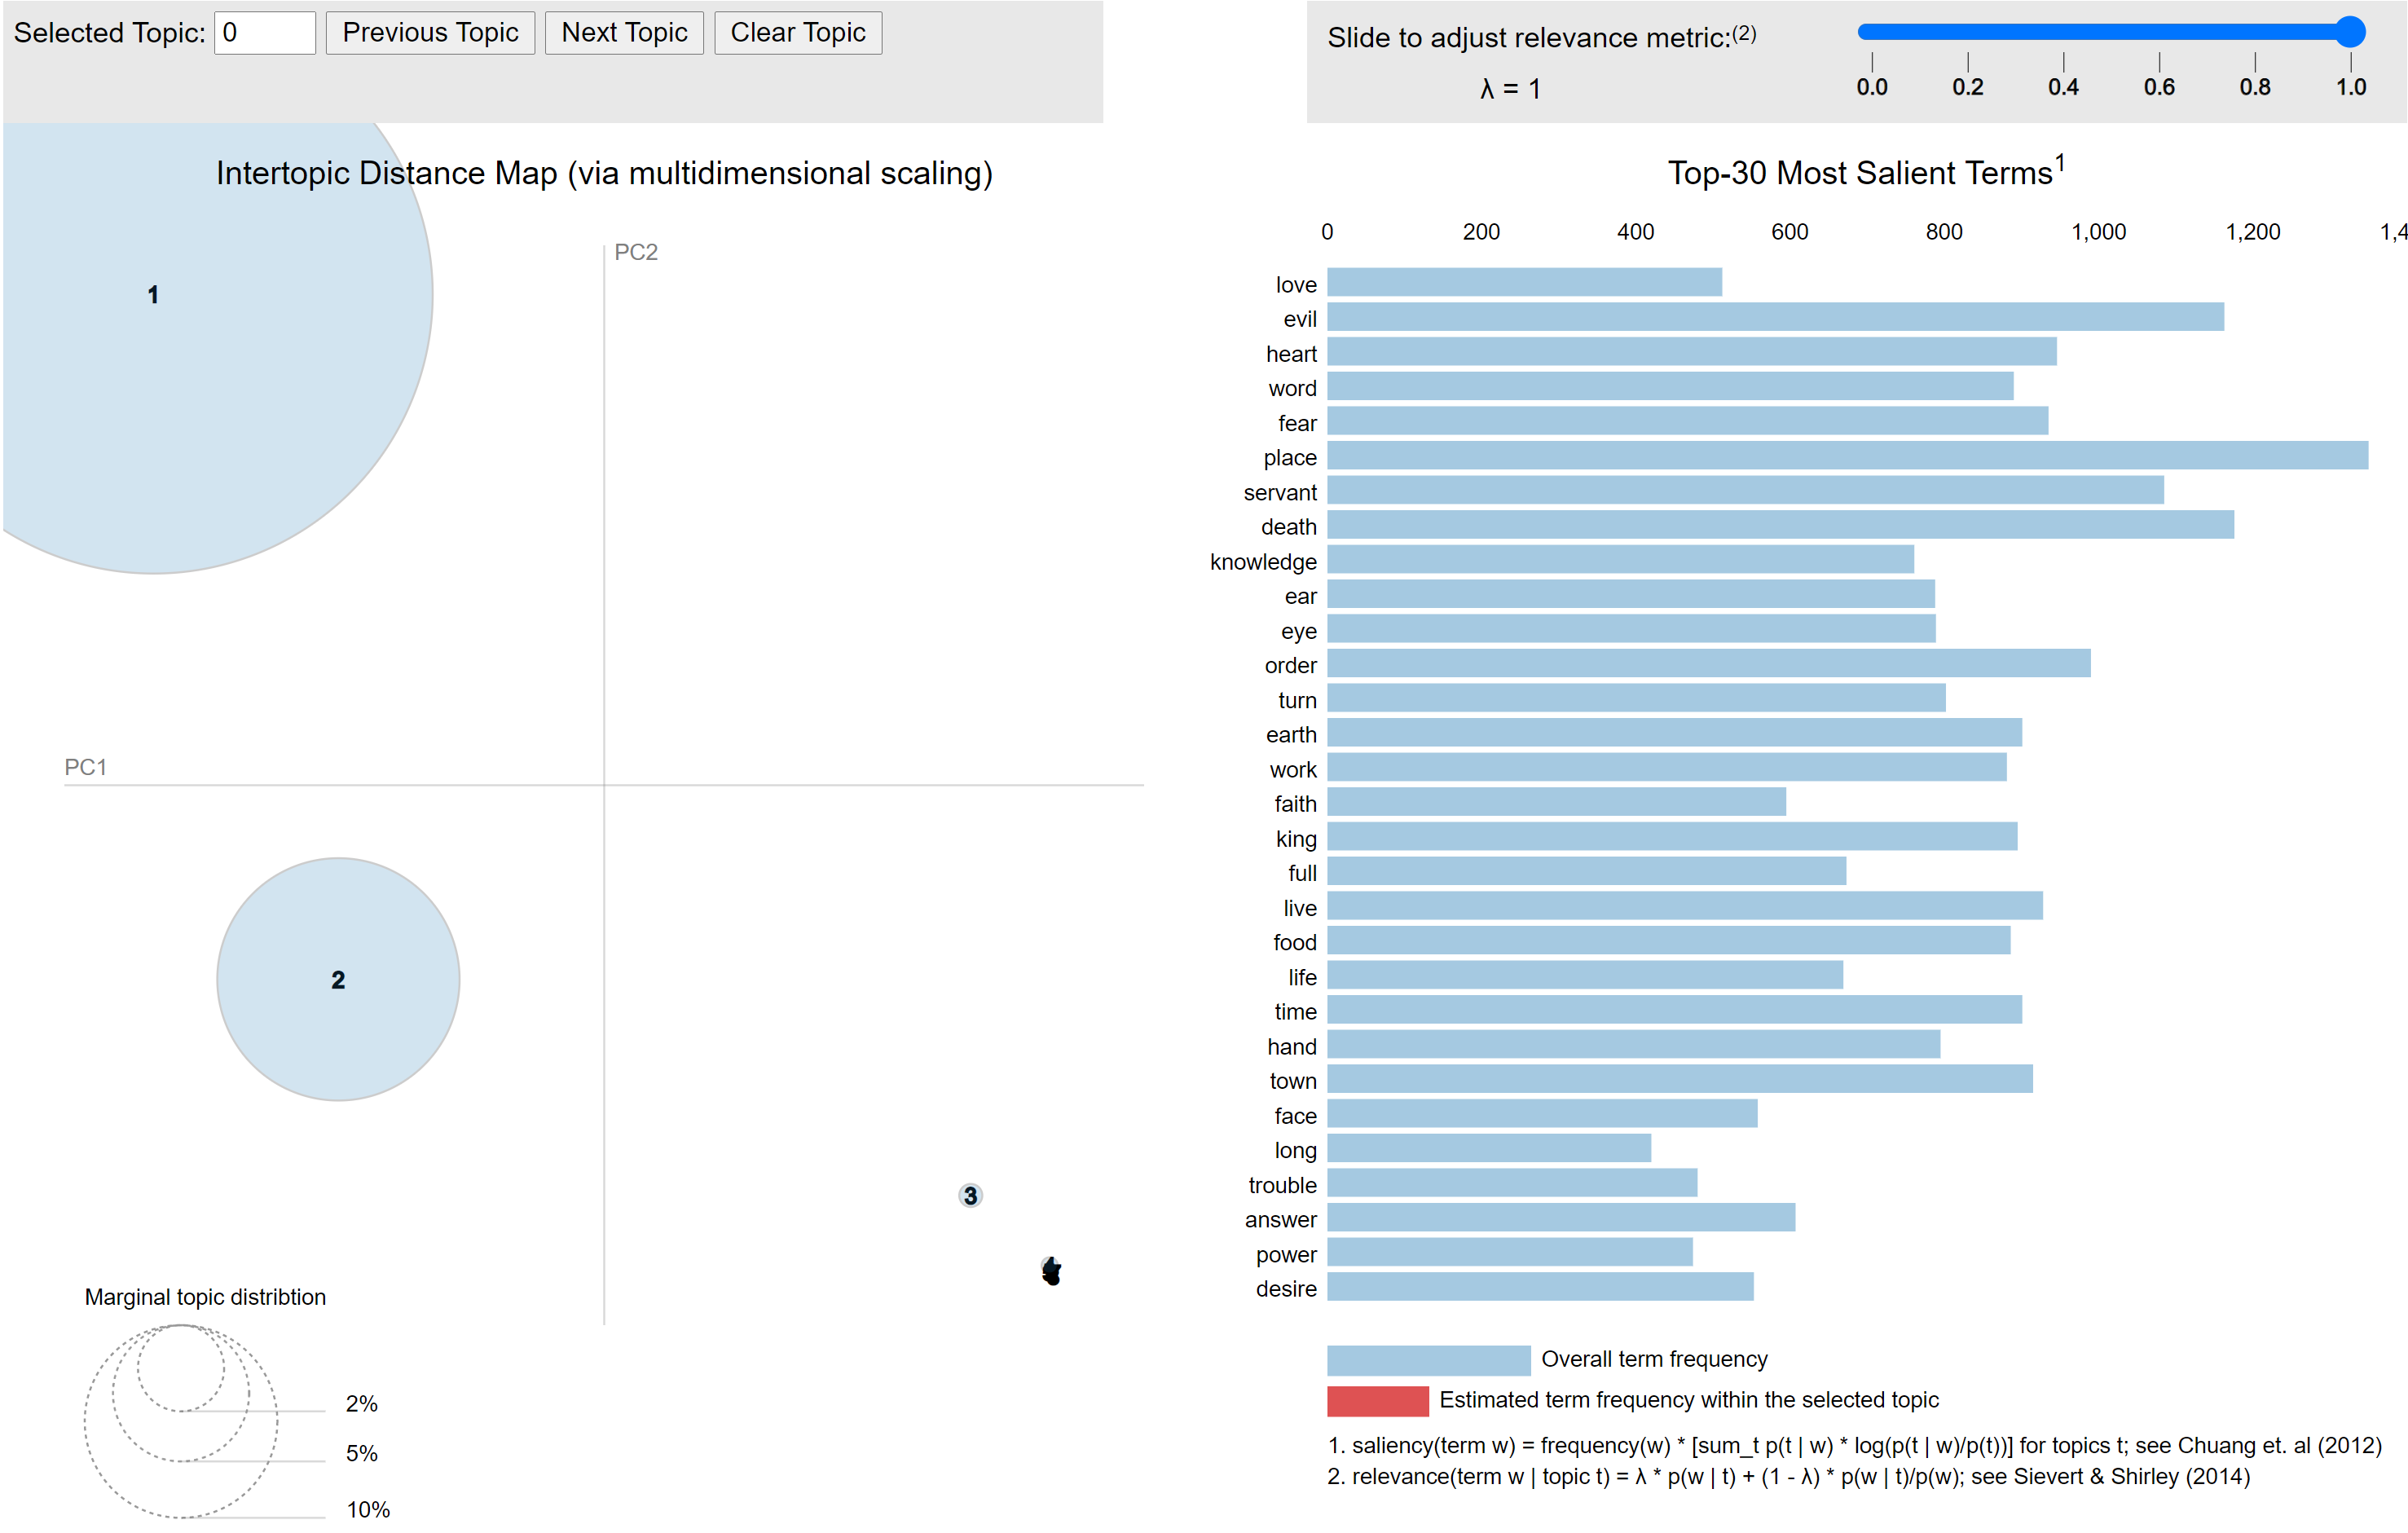 Selected Topic: 0 Previous Topic Next Topic Clear Topic
Slide to adjust relevance metric:(2)
λ = 1
0.0 0.2 0.4 0.6 0.8 1.0
Intertopic Distance Map (via multidimensional scaling)
PC2
PC1
1
2
3
Marginal topic distribtion
2%
5%
10%
Top-30 Most Salient Terms1
0 200 400 600 800 1,000 1,200 1,4
love
evil
heart
word
fear
place
servant
death
knowledge
ear
eye
order
turn
earth
work
faith
king
full
live
food
life
time
hand
town
face
long
trouble
answer
power
desire
Overall term frequency
Estimated term frequency within the selected topic
1. saliency(term w) = frequency(w) * [sum_t p(t | w) * log(p(t | w)/p(t))] for topics t; see Chuang et. al (2012)
2. relevance(term w | topic t) = λ * p(w | t) + (1 - λ) * p(w | t)/p(w); see Sievert & Shirley (2014)